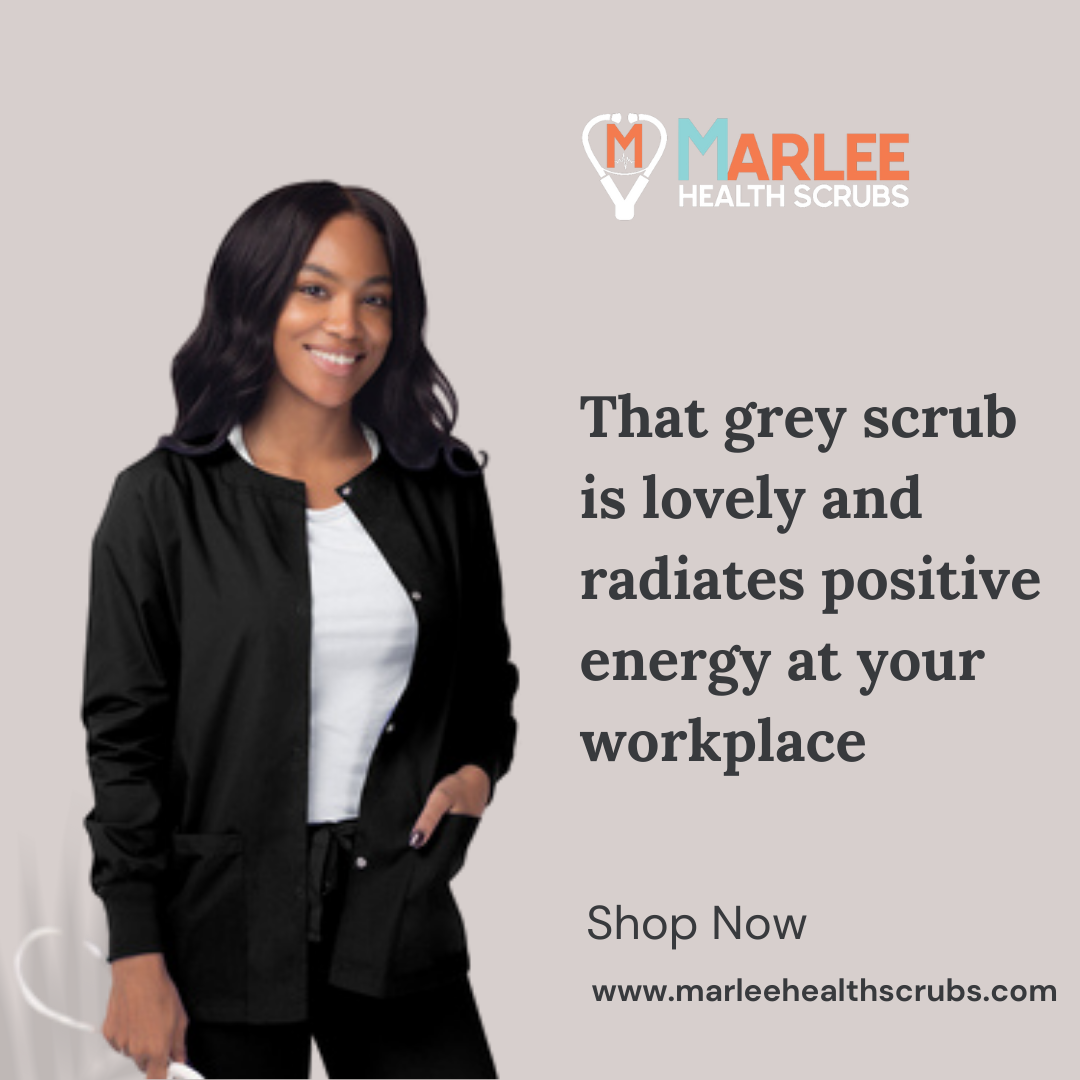 M MARLEE
HEALTH SCRUBS
That grey scrub
is lovely and
radiates positive
energy at your
workplace
Shop Now
www.marleehealthscrubs.com